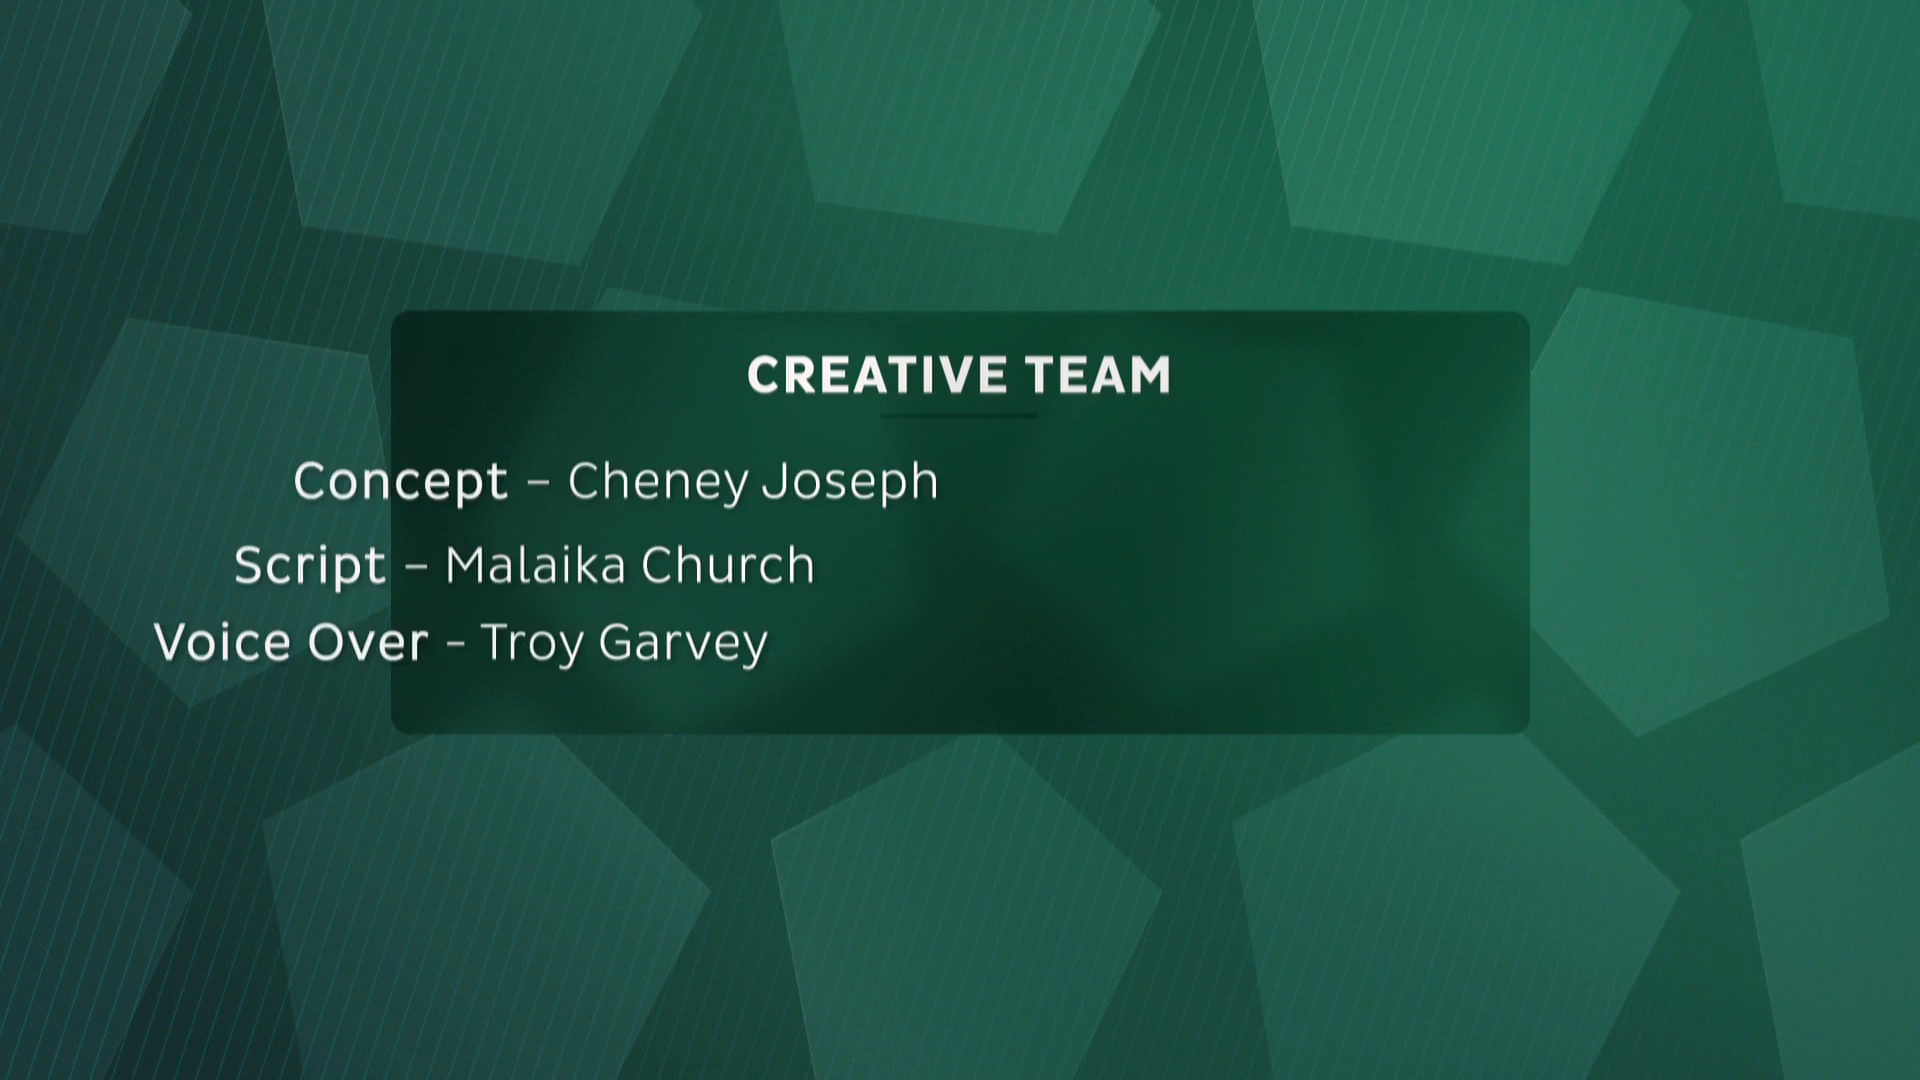 CREATIVE TEAM
Concept – Cheney Joseph
Script – Malaika Church
Voice Over - Troy Garvey